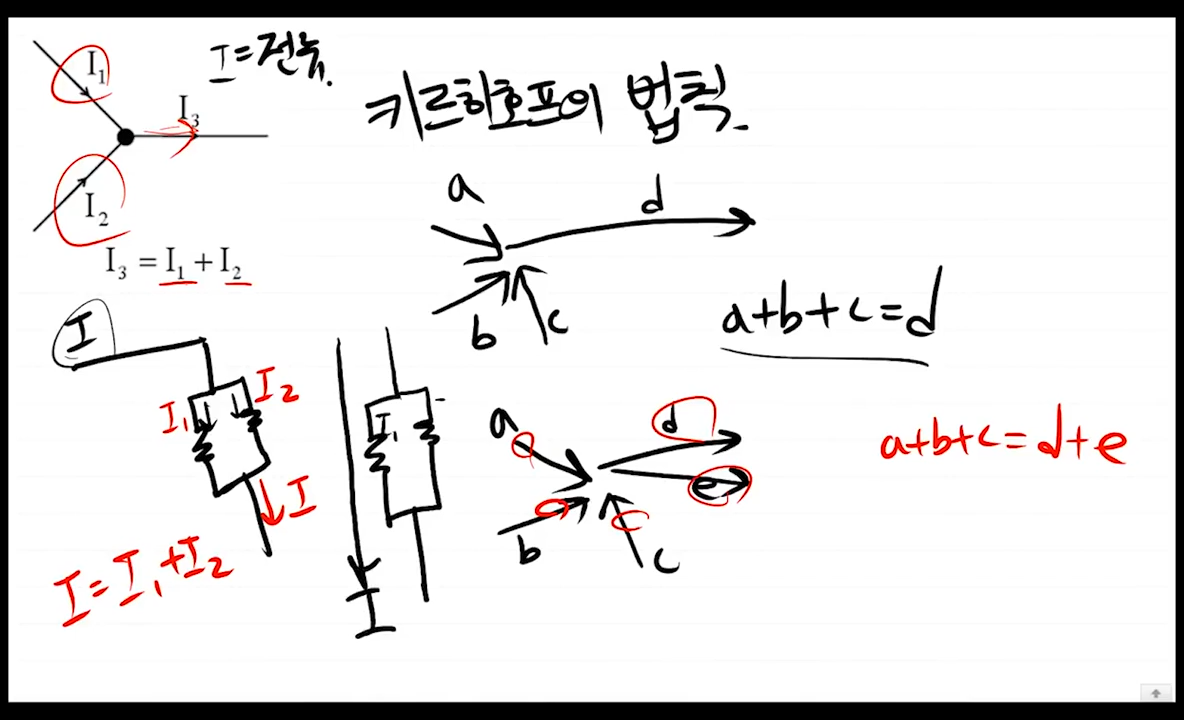 I₁
I = 전류.
I₃
키르히호프의 법칙.
I₂
I₃ = I₁ + I₂
a
d
b
c
a+b+c=d
I
I₁
I₂
I
I = I₁ + I₂
I₁
I
a
d
e
b
c
a+b+c=d+e